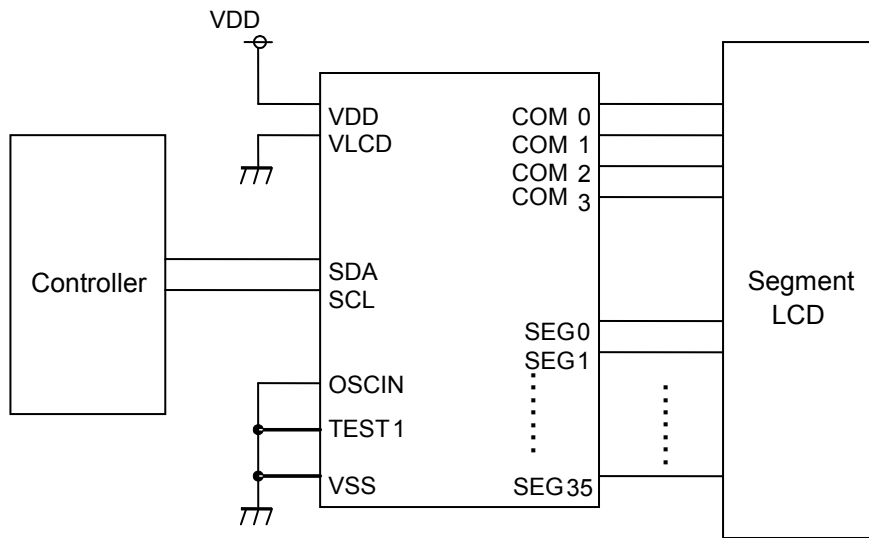 VDD
VDD
VLCD
COM 0
COM 1
COM 2
COM 3
Controller
SDA
SCL
Segment
LCD
SEG0
SEG1
OSCIN
TEST1
VSS
SEG35